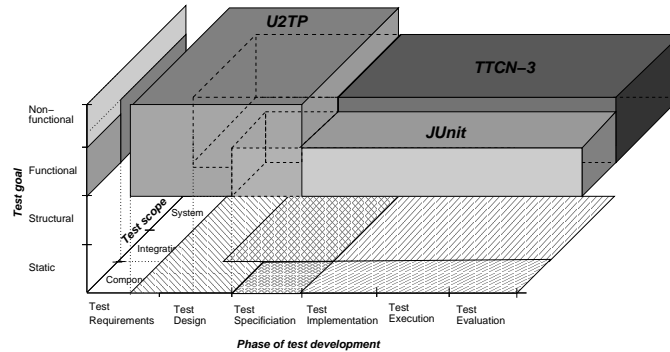 U2TP
TTCN–3
JUnit
Non–
functional
Functional
Structural
Static
Test goal
Test scope
System
Integrati
Compon
Test
Requirements
Test
Design
Test
Specificiation
Test
Implementation
Test
Execution
Test
Evaluation
Phase of test development